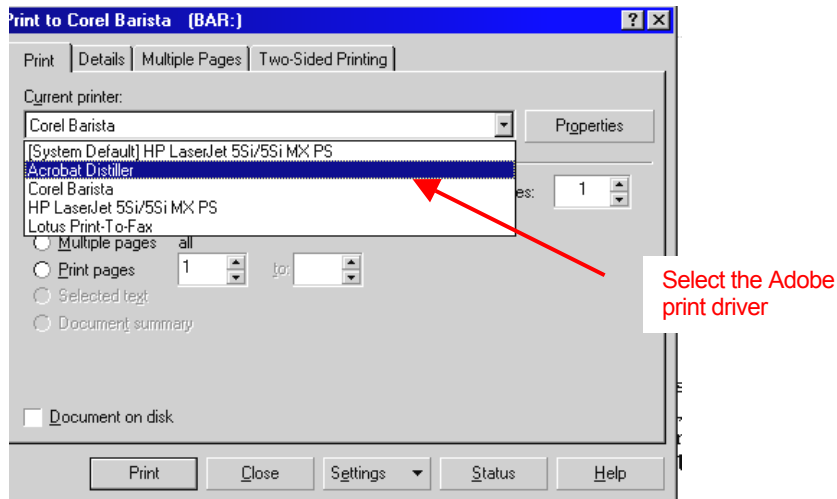 Print to Corel Barista (BAR:)
Print Details Multiple Pages Two-Sided Printing
Current printer:
Corel Barista Properties
[System Default] HP LaserJet 5Si/5Si MX PS
Acrobat Distiller
Corel Barista es: 1
HP LaserJet 5Si/5Si MX PS
Lotus Print-To-Fax
Multiple pages all
Print pages 1 to:
Selected text
Document summary
Select the Adobe
print driver
Document on disk
Print Close Settings Status Help